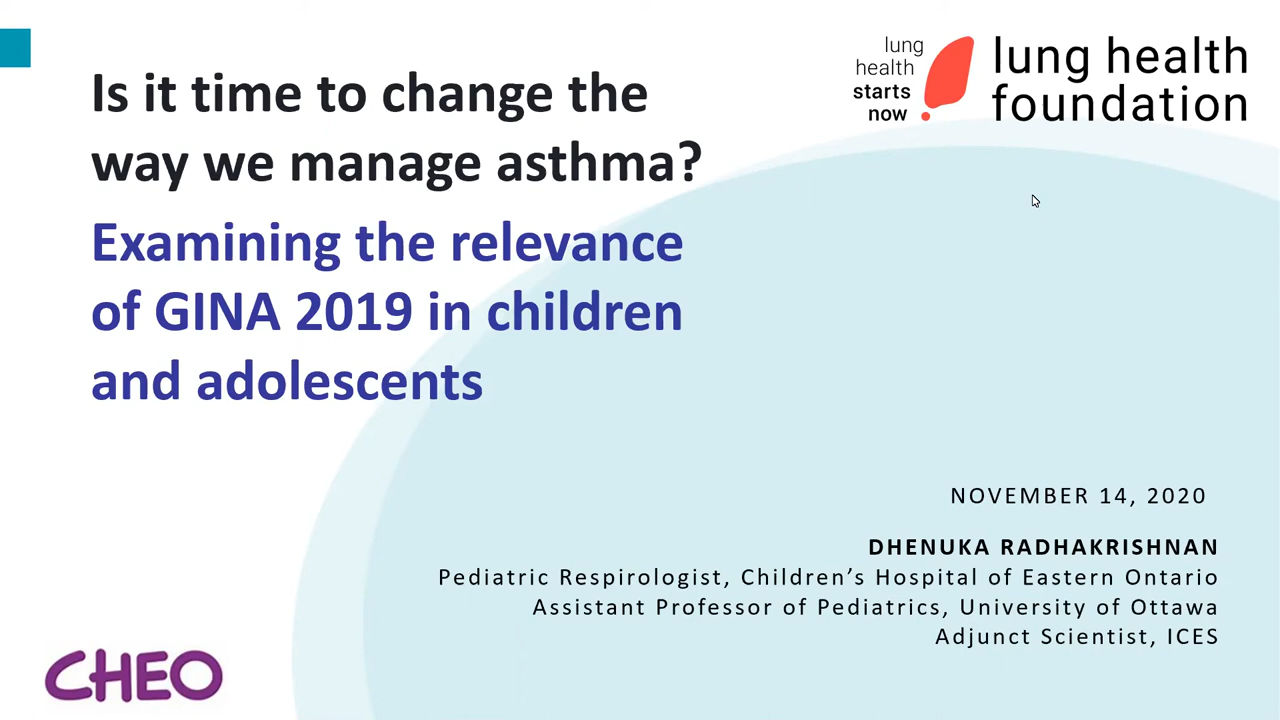 Is it time to change the
way we manage asthma?
Examining the relevance
of GINA 2019 in children
and adolescents
lung
health
starts
now
lung health
foundation
NOVEMBER 14, 2020
DHENUKA RADHAKRISHNAN
Pediatric Respirologist, Children’s Hospital of Eastern Ontario
Assistant Professor of Pediatrics, University of Ottawa
Adjunct Scientist, ICES
CHEO